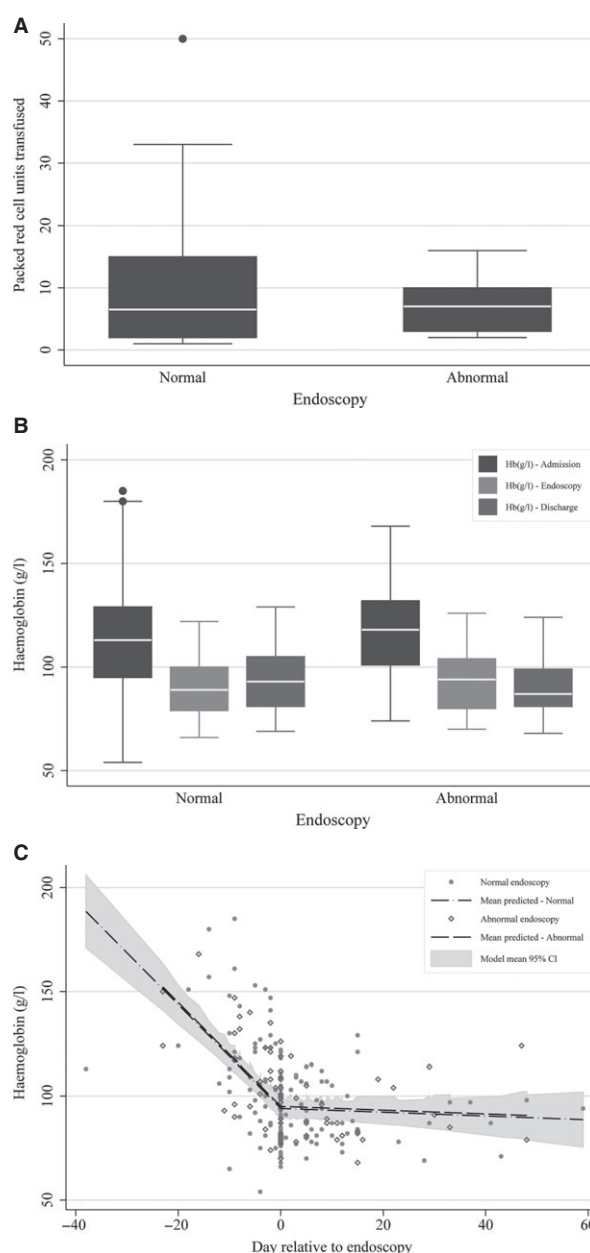 A
Packed red cell units transfused
50
40
30
20
10
0
Normal
Abnormal
Endoscopy
B
Haemoglobin (g/l)
200
150
100
50
Hb(g/l) - Admission
Hb(g/l) - Endoscopy
Hb(g/l) - Discharge
Normal
Abnormal
Endoscopy
C
Haemoglobin (g/l)
200
150
100
50
Normal endoscopy
Mean predicted - Normal
Abnormal endoscopy
Mean predicted - Abnormal
Model mean 95% CI
−40
−20
0
20
40
60
Day relative to endoscopy